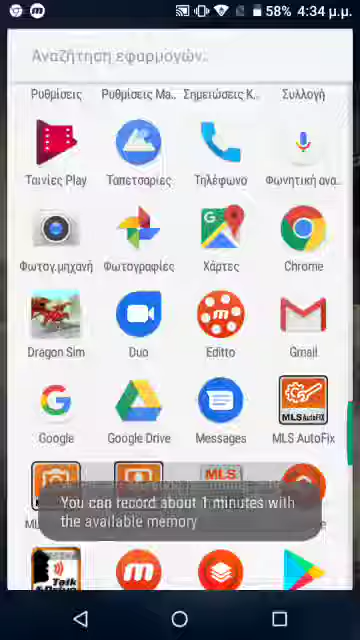 58% 4:34 μ.μ.
Αναζήτηση εφαρμογών..
Ρυθμίσεις Ρυθμίσεις Ma.. Σημειώσεις K.. Συλλογή
Ταινίες Play Ταπετσαρίες Τηλέφωνο Φωνητική ανα..
Φωτογ.μηχανή Φωτογραφίες Χάρτες Chrome
Dragon Sim Duo Editto Gmail
MLS AutoFIX
Google Google Drive Messages MLS AutoFix
MLS
You can record about 1 minutes with
the available memory
Talk